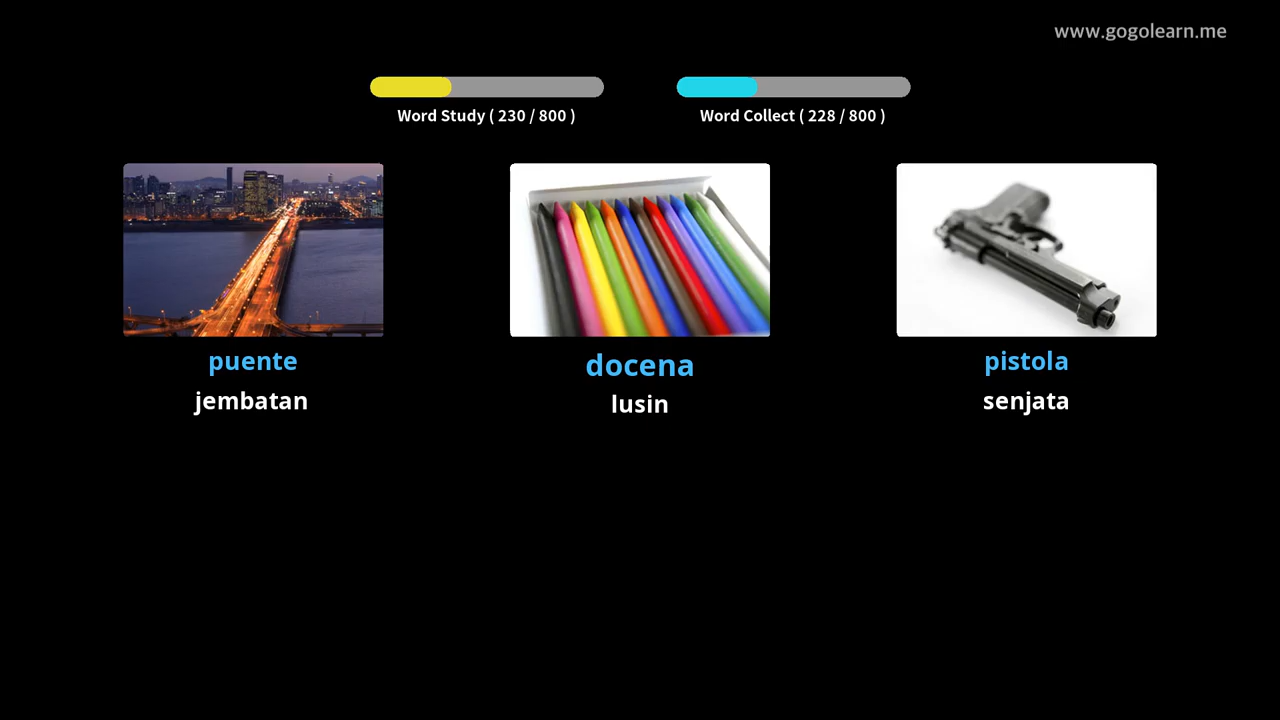 www.gogolearn.me
Word Study ( 230 / 800 )
Word Collect ( 228 / 800 )
puente
jembatan
docena
lusin
pistola
senjata